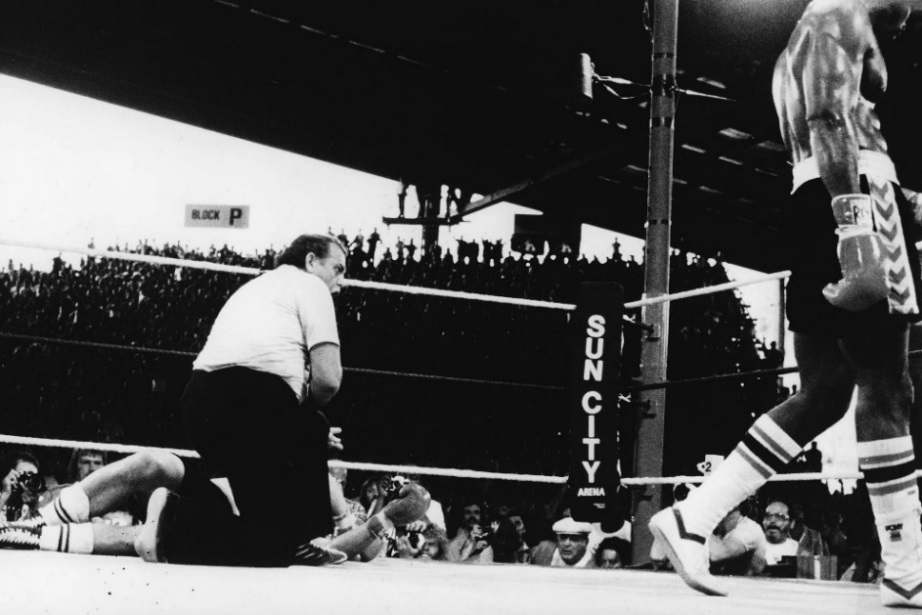 BLOCK P
SUN CITY
ARENA